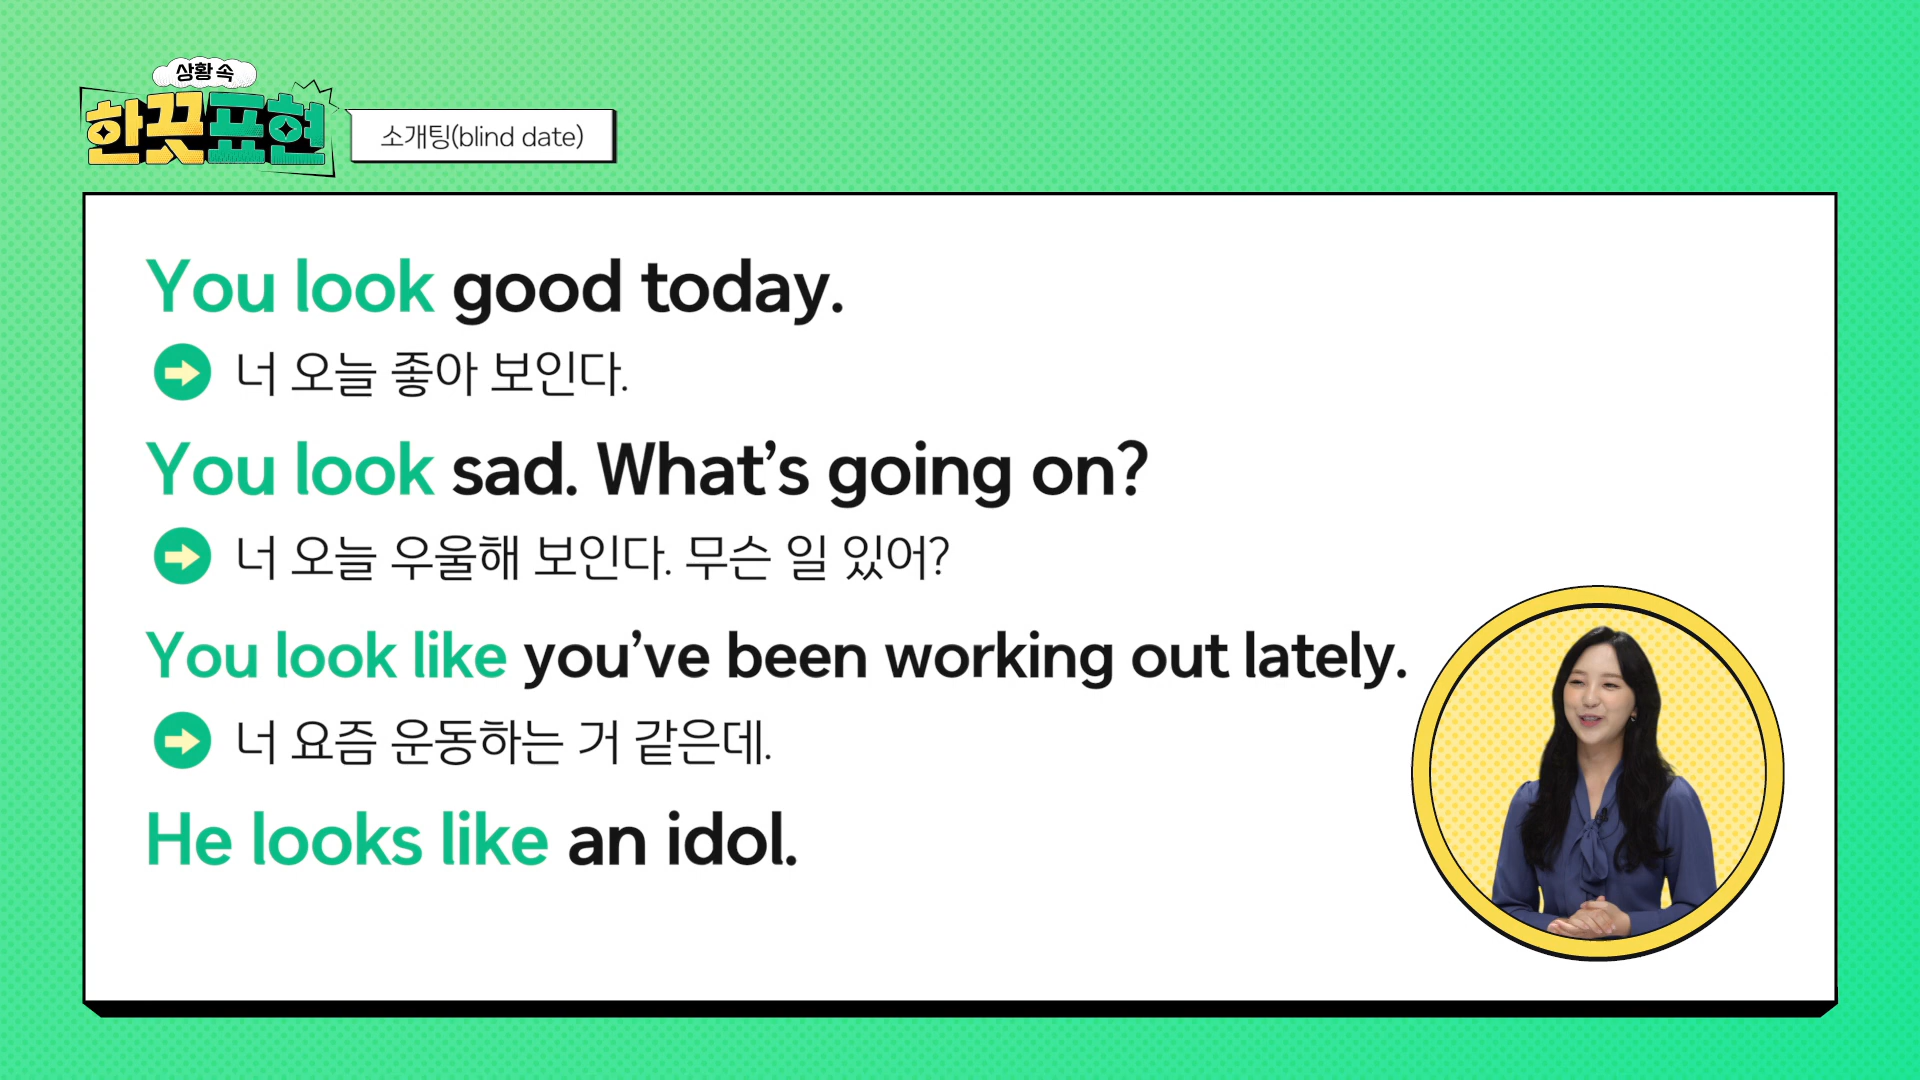 상황 속
한끗표현
소개팅(blind date)
You look good today.
너 오늘 좋아 보인다.
You look sad. What’s going on?
너 오늘 우울해 보인다. 무슨 일 있어?
You look like you’ve been working out lately.
너 요즘 운동하는 거 같은데.
He looks like an idol.